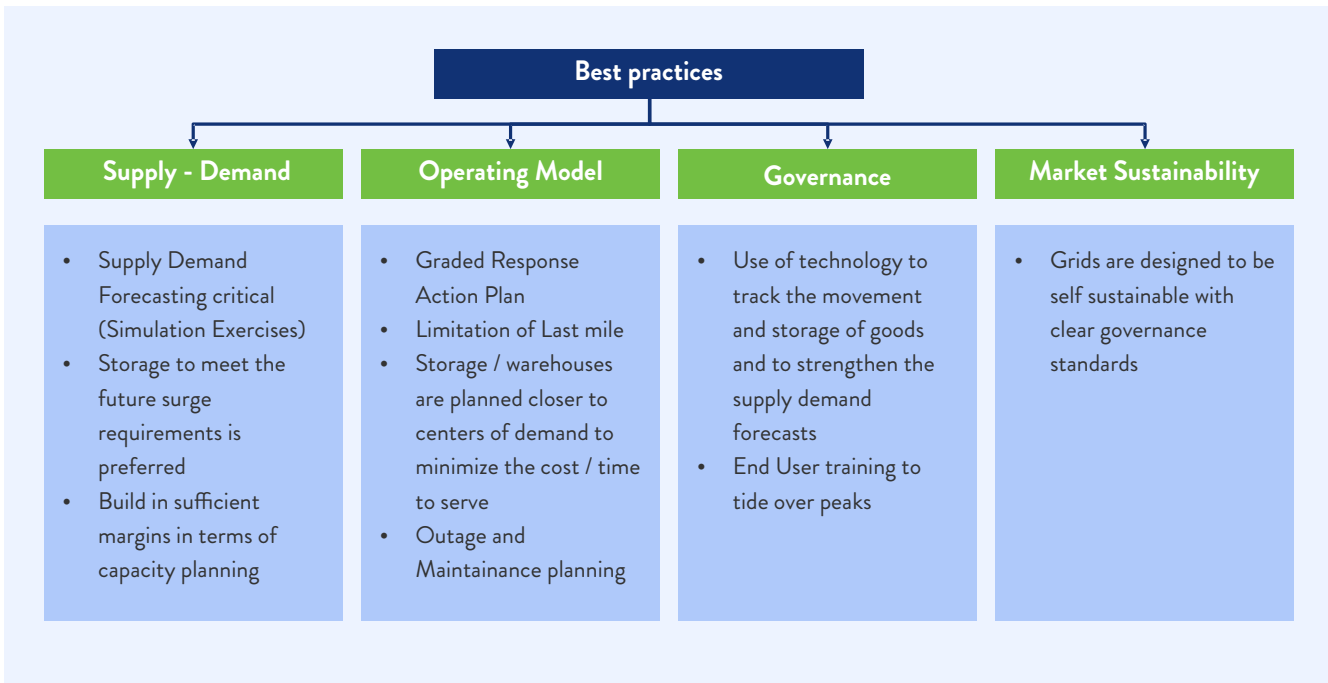 Best practices
Supply - Demand
Operating Model
Governance
Market Sustainability
• Supply Demand
Forecasting critical
(Simulation Exercises)
• Storage to meet the
future surge
requirements is
preferred
• Build in sufficient
margins in terms of
capacity planning
• Graded Response
Action Plan
• Limitation of Last mile
• Storage / warehouses
are planned closer to
centers of demand to
minimize the cost / time
to serve
• Outage and
Maintainance planning
• Use of technology to
track the movement
and storage of goods
and to strengthen the
supply demand
forecasts
• End User training to
tide over peaks
• Grids are designed to be
self sustainable with
clear governance
standards